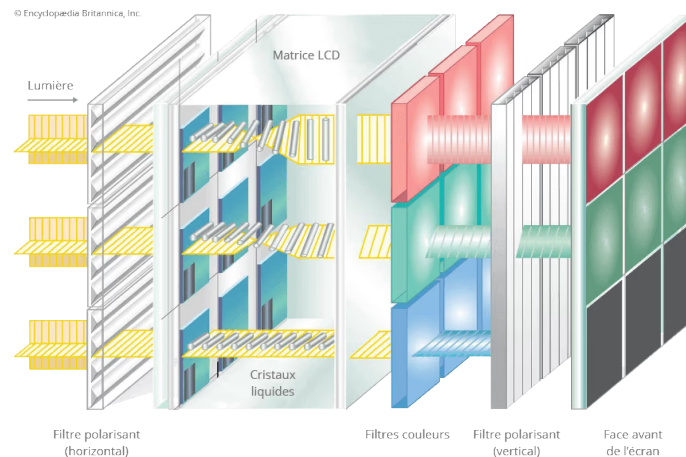 © Encyclopædia Britannica, Inc
Matrice LCD
Lumière
Cristaux
liquides
Filtre polarisant
(horizontal)
Filtres couleurs
Filtre polarisant
(vertical)
Face avant
de l'écran